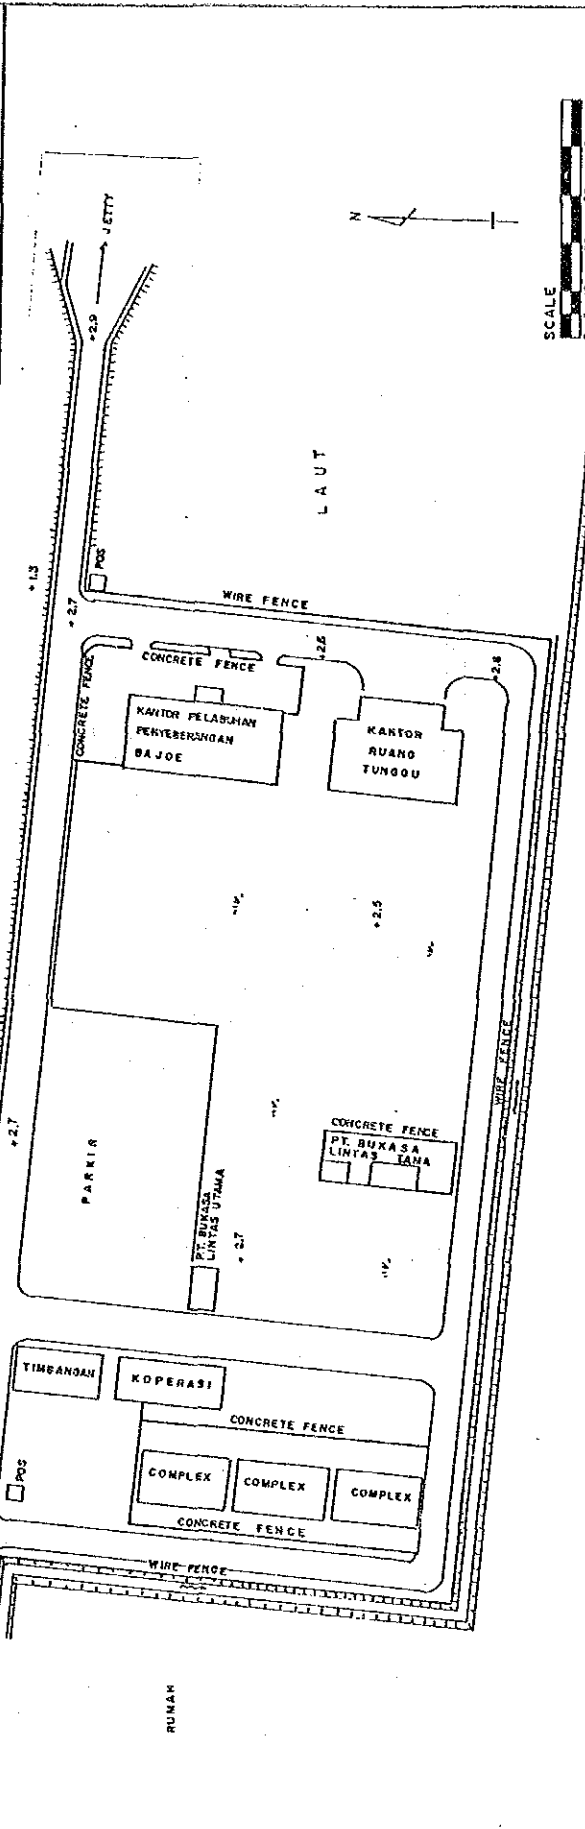 SCALE
N
JETTY
+2.9
LAUT
+1.3
+2.7
POS
WIRE FENCE
CONCRETE FENCE
CONCRETE FENCE
+2.6
+2.6
KANTOR PELABUHAN
PENYEBERANGAN
BAJOE
KANTOR
RUANG
TUNGGU
+2.5
WIRE FENCE
+2.7
PARKIR
CONCRETE FENCE
PT. BUKASA
LINTAS TAMA
PT. BUKASA
LINTAS UTAMA
+2.7
TIMBANGAN
KOPERASI
CONCRETE FENCE
POS
COMPLEX
COMPLEX
COMPLEX
CONCRETE FENCE
WIRE FENCE
RUMAH